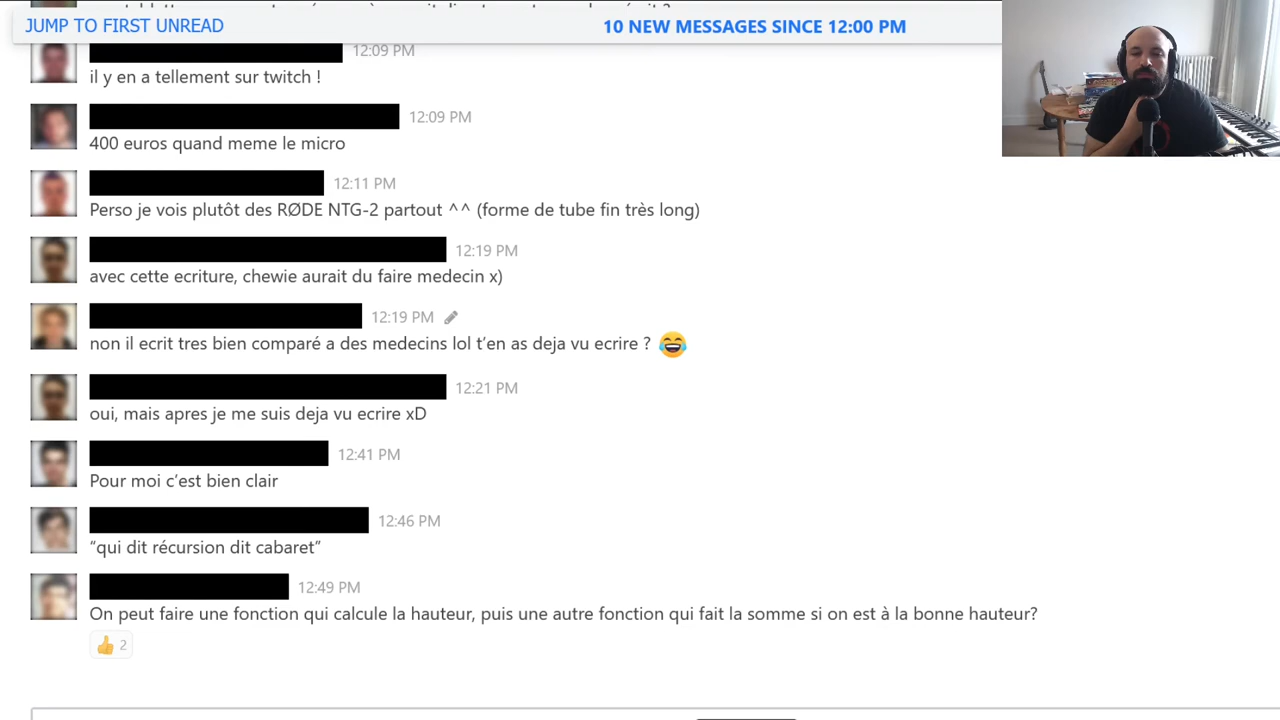 JUMP TO FIRST UNREAD
10 NEW MESSAGES SINCE 12:00 PM
12:09 PM
il y en a tellement sur twitch !
12:09 PM
400 euros quand meme le micro
12:11 PM
Perso je vois plutôt des RØDE NTG-2 partout ^^ (forme de tube fin très long)
12:19 PM
avec cette ecriture, chewie aurait du faire medecin x)
12:19 PM
non il ecrit tres bien comparé a des medecins lol t’en as deja vu ecrire ? 😂
12:21 PM
oui, mais apres je me suis deja vu ecrire xD
12:41 PM
Pour moi c’est bien clair
12:46 PM
“qui dit récursion dit cabaret”
12:49 PM
On peut faire une fonction qui calcule la hauteur, puis une autre fonction qui fait la somme si on est à la bonne hauteur?
👍 2